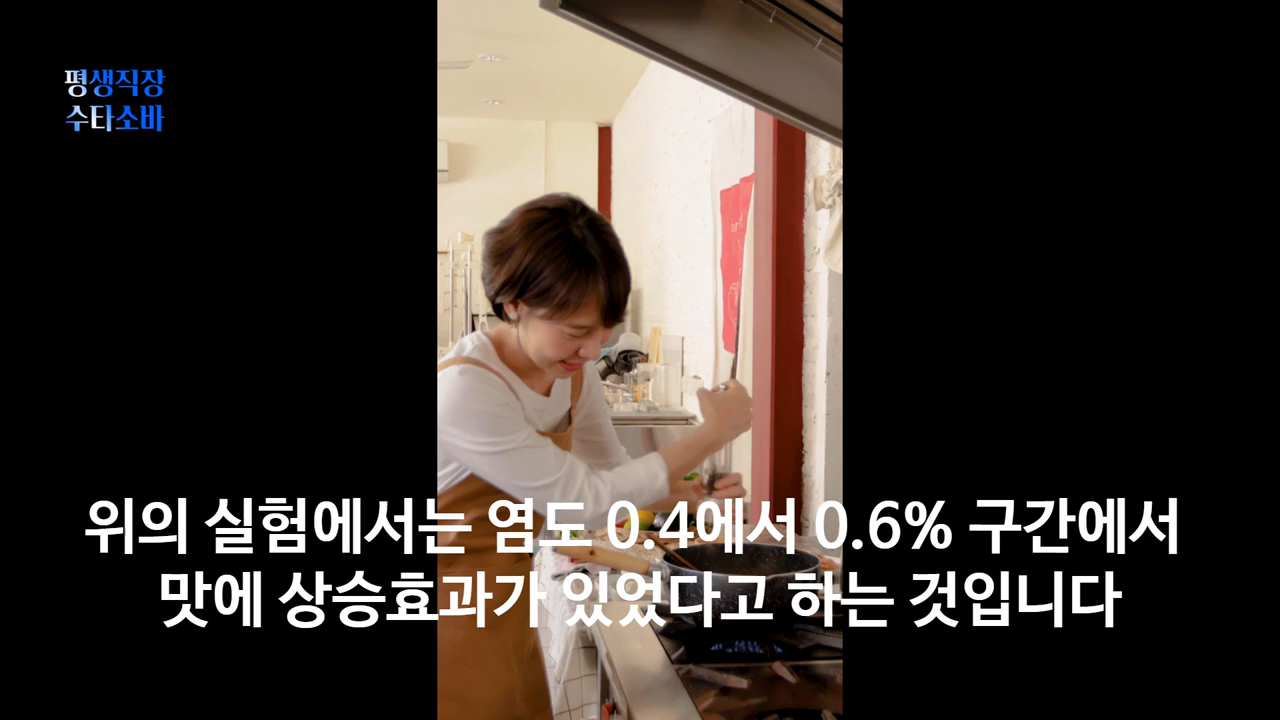 평생직장
수타소바
위의 실험에서는 염도 0.4에서 0.6% 구간에서
맛에 상승효과가 있었다고 하는 것입니다